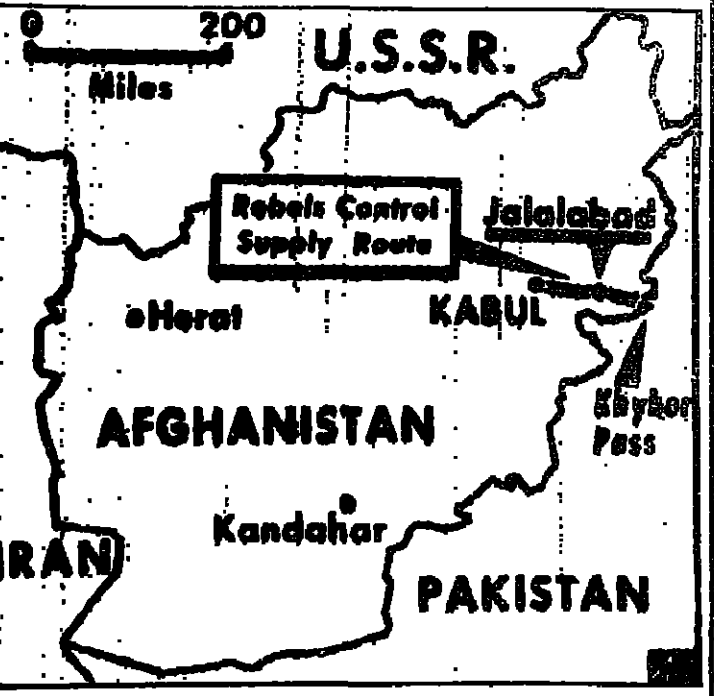 0 200
Miles
U.S.S.R.
Rebels Control
Supply Route
Jalalabad
Herat
KABUL
Khyber
Pass
AFGHANISTAN
Kandahar
IRAN
PAKISTAN